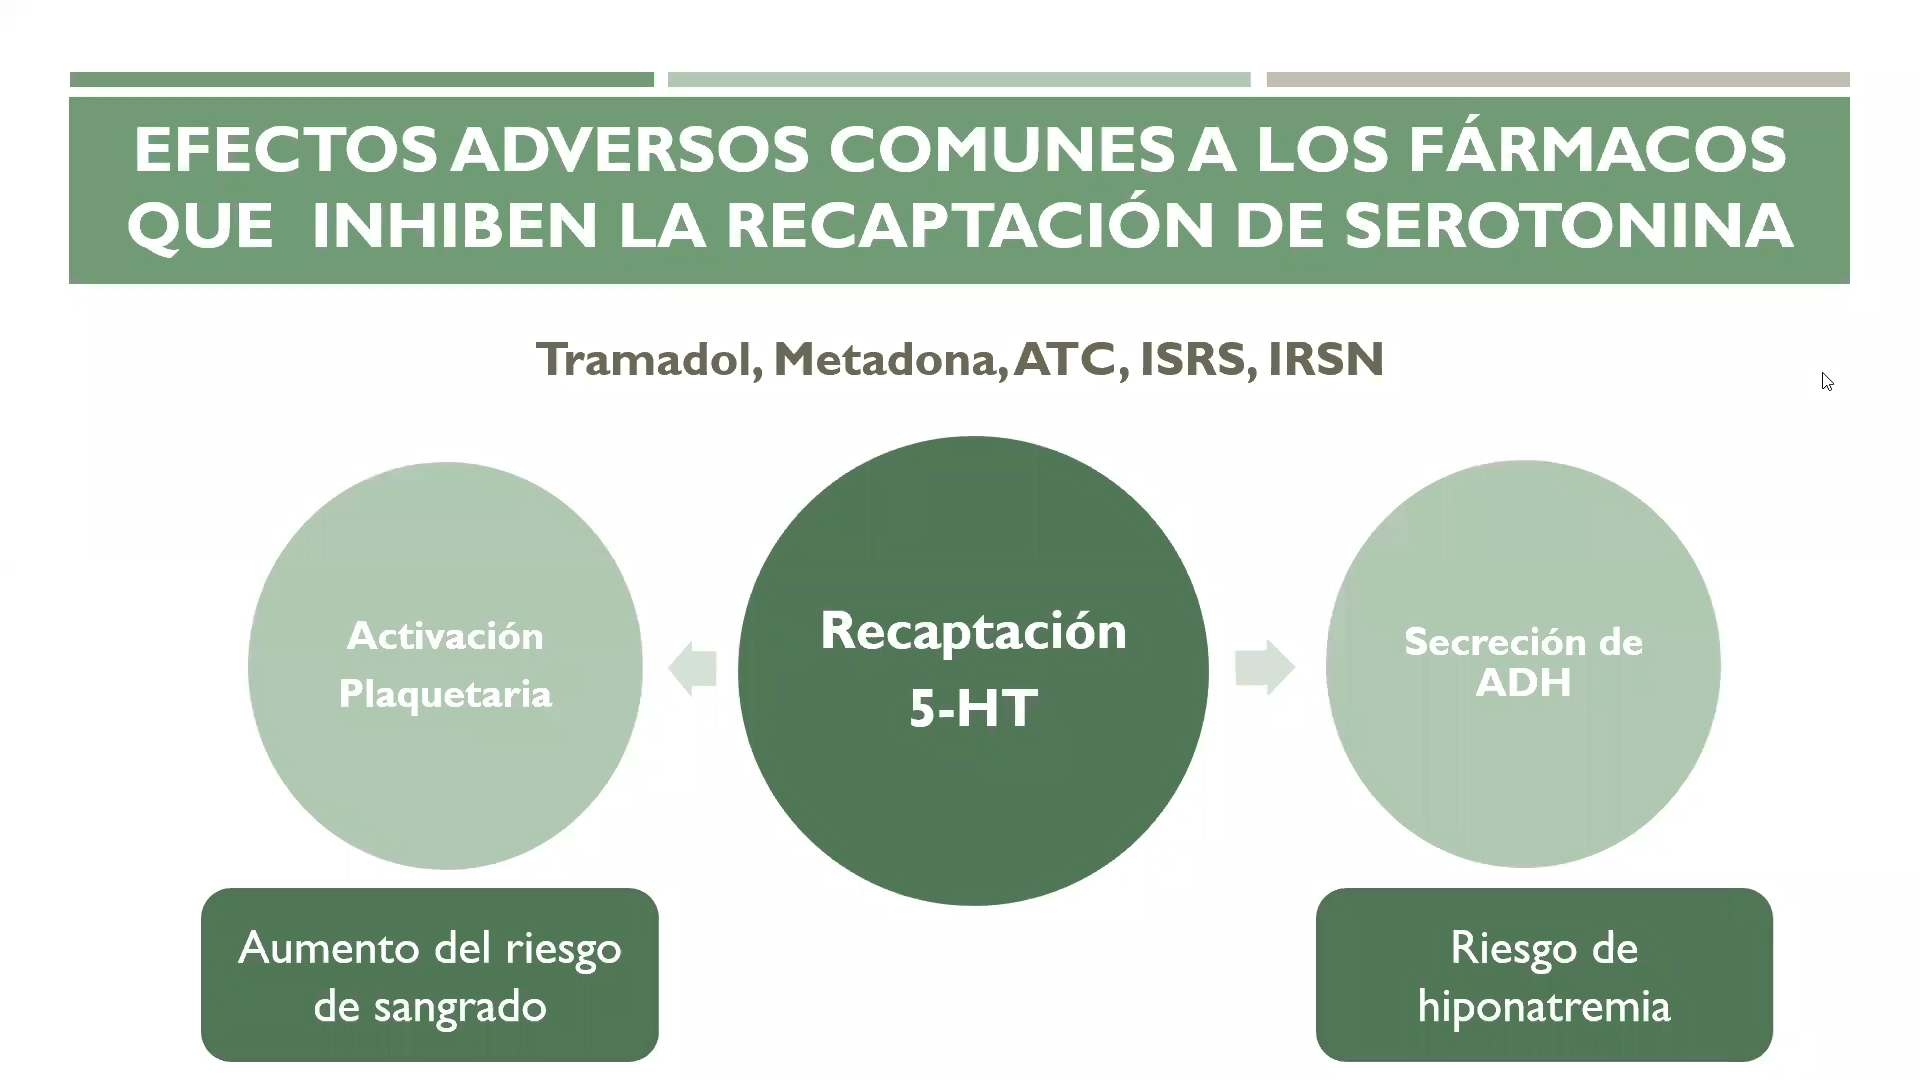 EFECTOS ADVERSOS COMUNES A LOS FÁRMACOS
QUE INHIBEN LA RECAPTACIÓN DE SEROTONINA
Tramadol, Metadona, ATC, ISRS, IRSN
Activación
Plaquetaria
Recaptación
5-HT
Secreción de
ADH
Aumento del riesgo
de sangrado
Riesgo de
hiponatremia